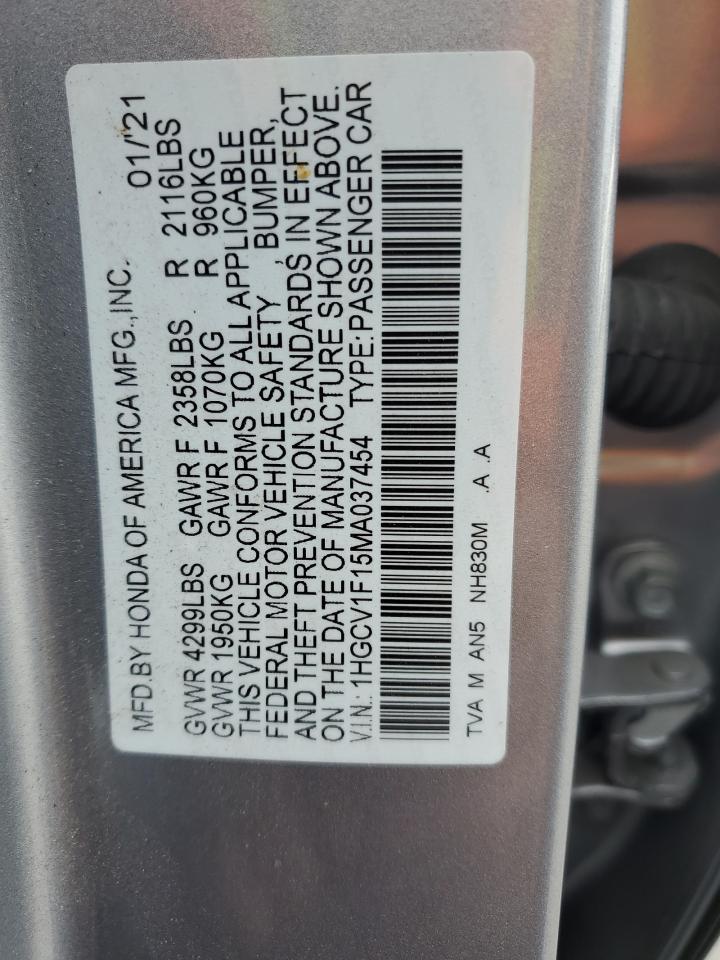 MFD.BY HONDA OF AMERICA MFG.,INC. 01/'21
GVWR 4299LBS GAWR F 2358LBS R 2116LBS
GVWR 1950KG GAWR F 1070KG R 960KG
THIS VEHICLE CONFORMS TO ALL APPLICABLE
FEDERAL MOTOR VEHICLE SAFETY , BUMPER,
AND THEFT PREVENTION STANDARDS IN EFFECT
ON THE DATE OF MANUFACTURE SHOWN ABOVE.
V.I.N.: 1HGCV1F15MA037454 TYPE:PASSENGER CAR
TVA M AN5 NH830M .A .A